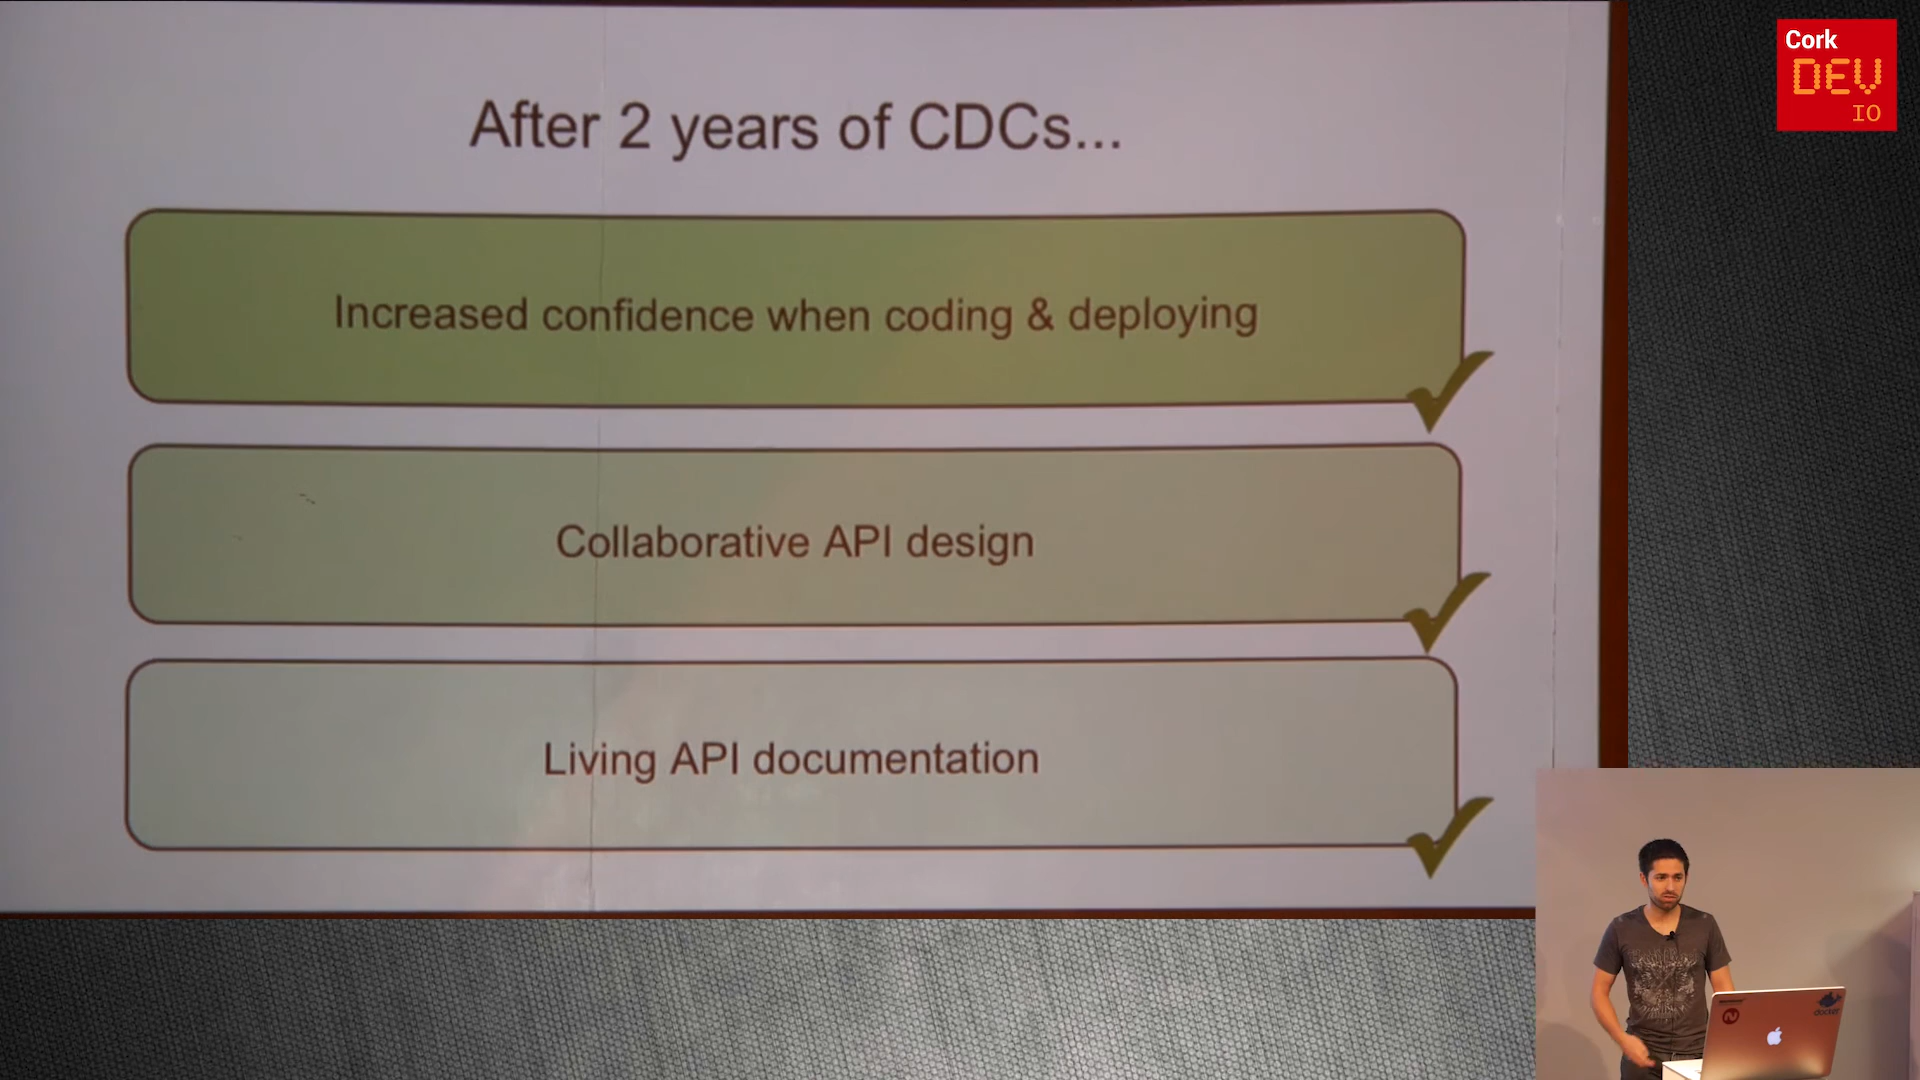 After 2 years of CDCs...
Increased confidence when coding & deploying
Collaborative API design
Living API documentation
Cork
DEV
IO
docker